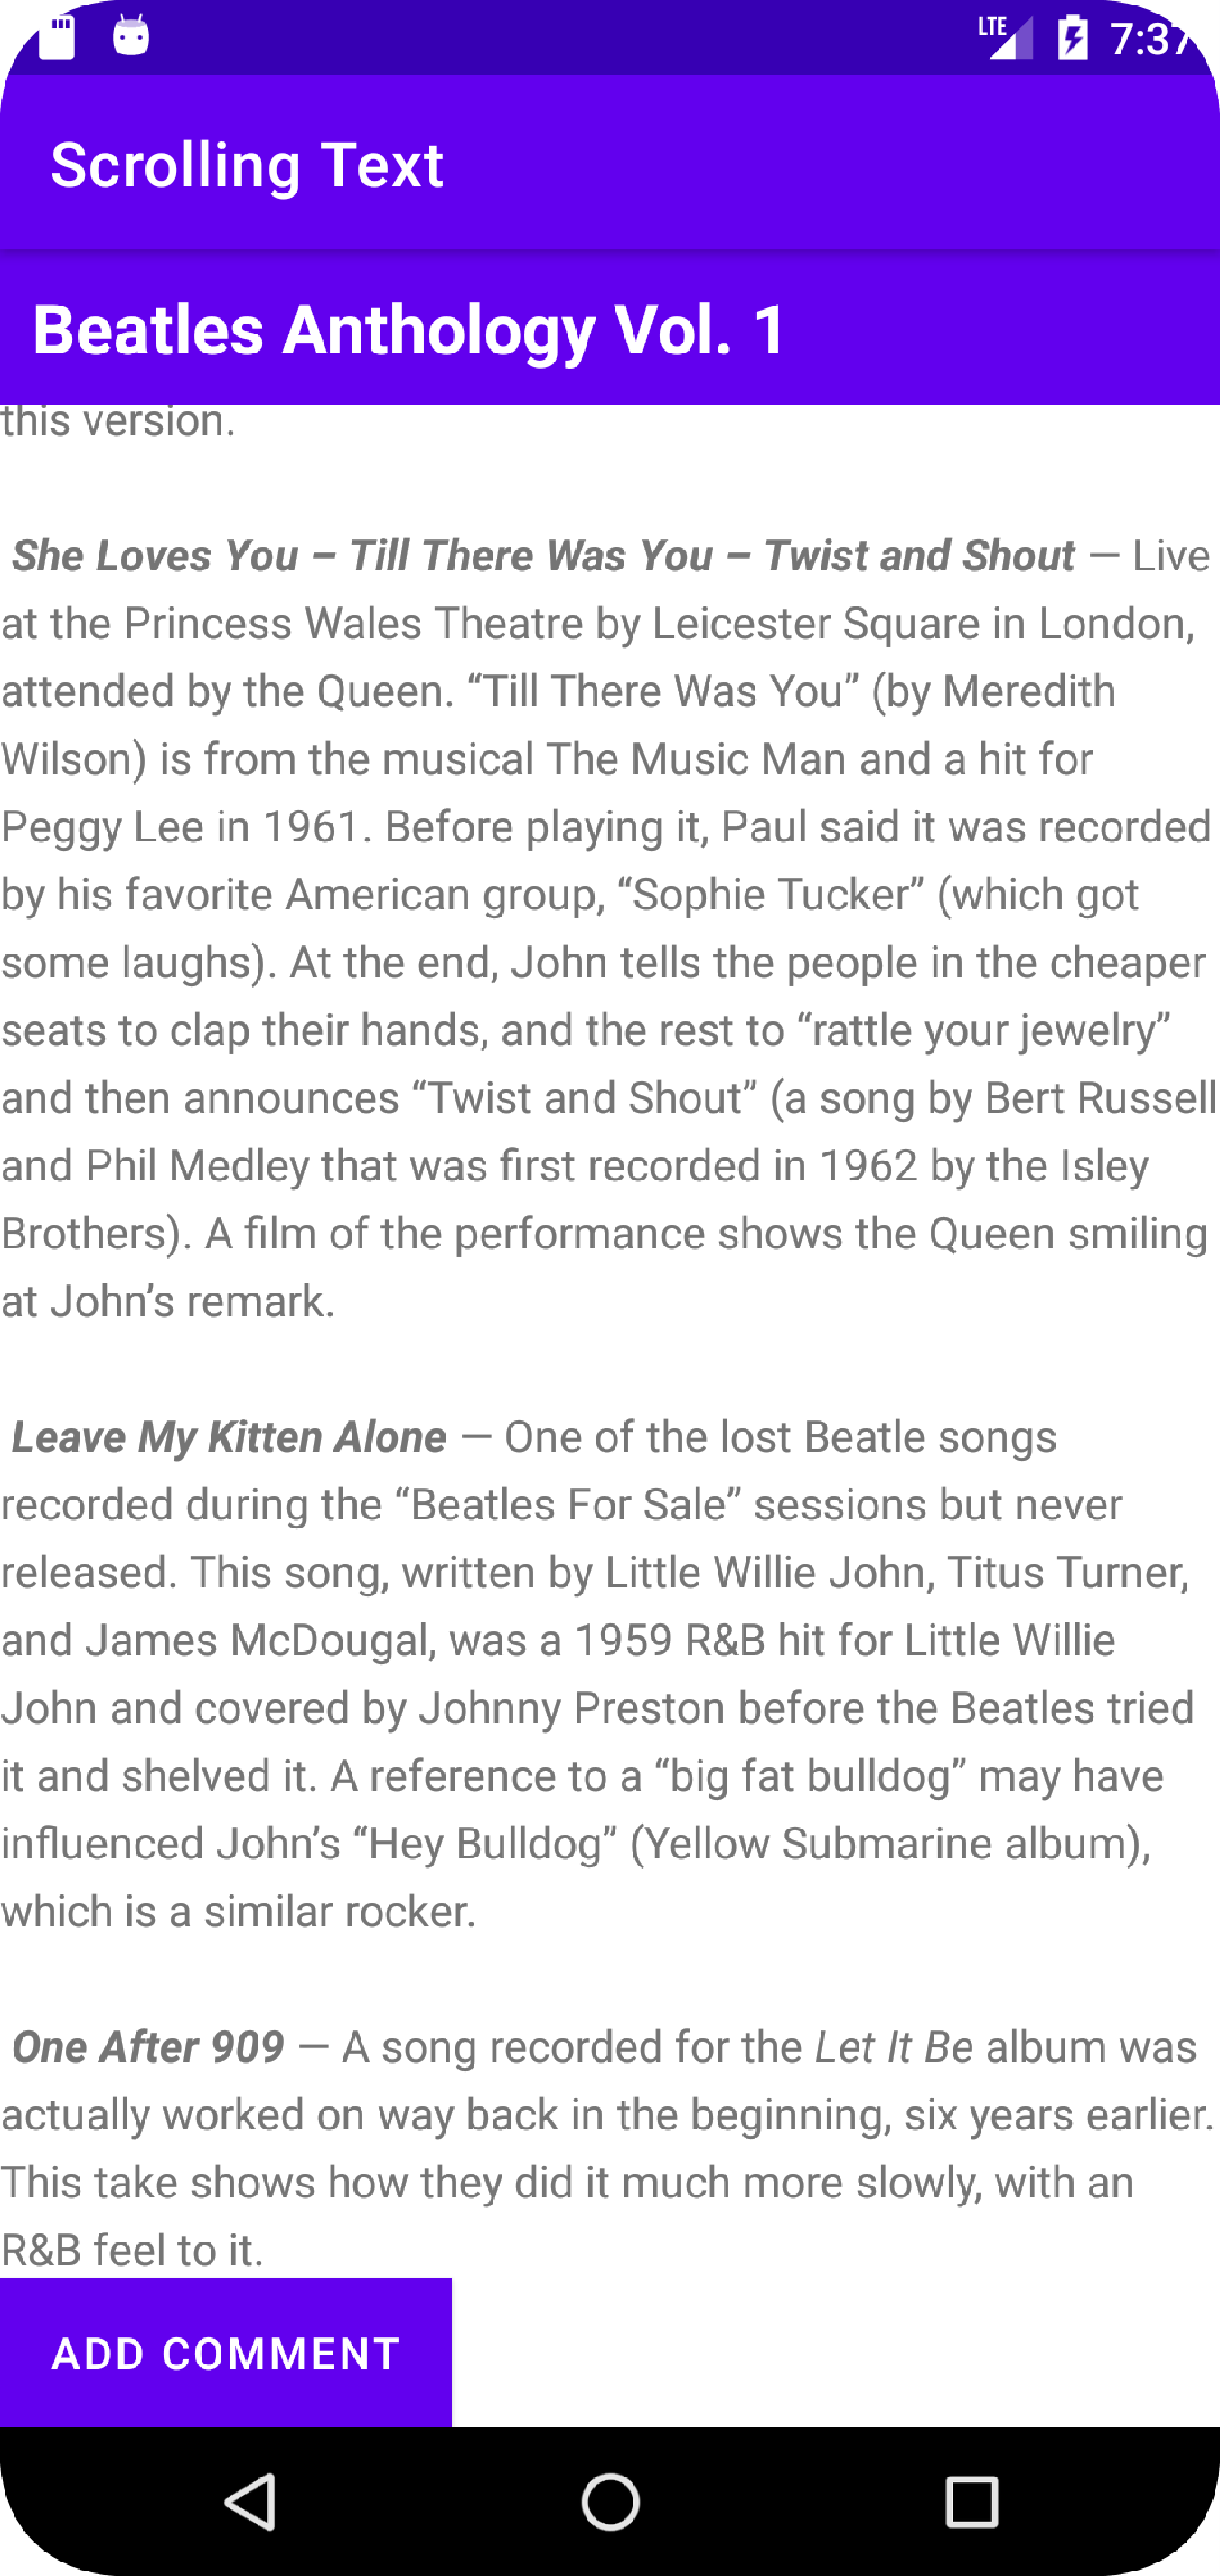 LTE 7:37
Scrolling Text
Beatles Anthology Vol. 1
this version.
She Loves You – Till There Was You – Twist and Shout — Live
at the Princess Wales Theatre by Leicester Square in London,
attended by the Queen. “Till There Was You” (by Meredith
Wilson) is from the musical The Music Man and a hit for
Peggy Lee in 1961. Before playing it, Paul said it was recorded
by his favorite American group, “Sophie Tucker” (which got
some laughs). At the end, John tells the people in the cheaper
seats to clap their hands, and the rest to “rattle your jewelry”
and then announces “Twist and Shout” (a song by Bert Russell
and Phil Medley that was first recorded in 1962 by the Isley
Brothers). A film of the performance shows the Queen smiling
at John’s remark.
Leave My Kitten Alone — One of the lost Beatle songs
recorded during the “Beatles For Sale” sessions but never
released. This song, written by Little Willie John, Titus Turner,
and James McDougal, was a 1959 R&B hit for Little Willie
John and covered by Johnny Preston before the Beatles tried
it and shelved it. A reference to a “big fat bulldog” may have
influenced John’s “Hey Bulldog” (Yellow Submarine album),
which is a similar rocker.
One After 909 — A song recorded for the Let It Be album was
actually worked on way back in the beginning, six years earlier.
This take shows how they did it much more slowly, with an
R&B feel to it.
ADD COMMENT